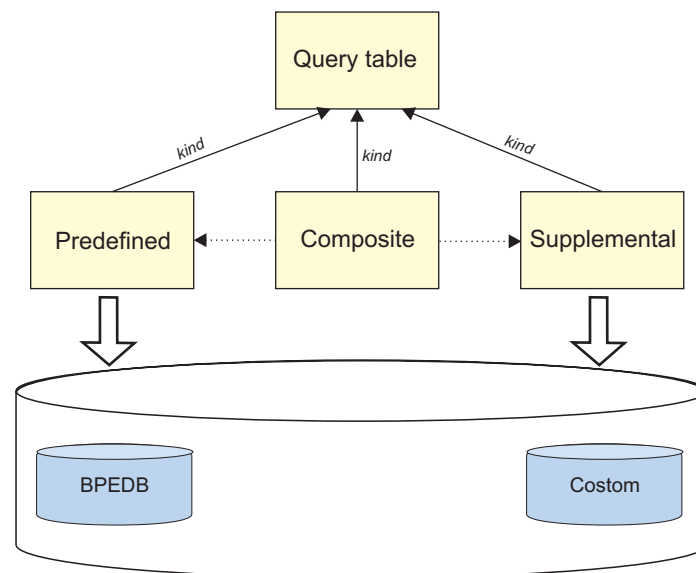 Query table
kind
kind
kind
Predefined
Composite
Supplemental
BPEDB
Costom